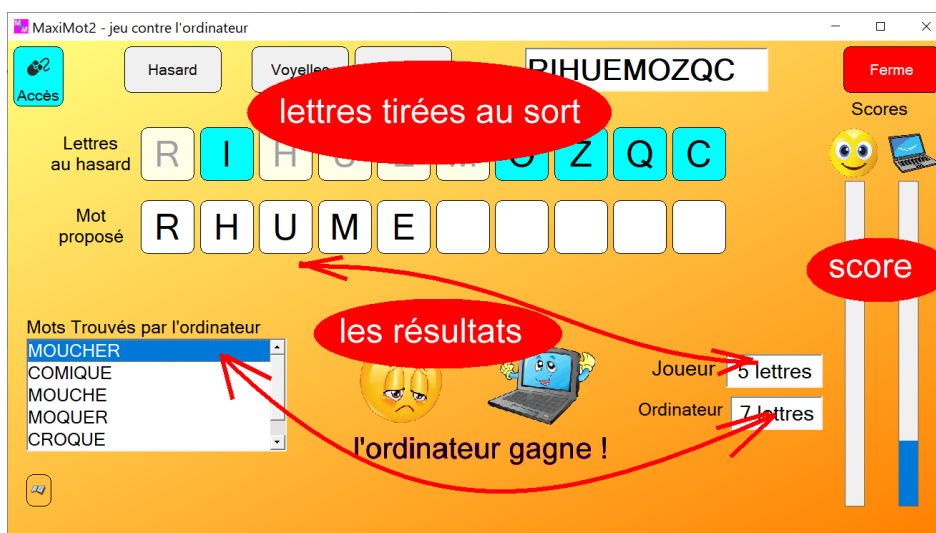 MaxiMot2 - jeu contre l'ordinateur
Accès
Hasard
Voyelles
RIHUEMOZQC
Ferme
lettres tirées au sort
Scores
Lettres
au hasard
R I H U E M O Z Q C
Mot
proposé
R H U M E
score
Mots Trouvés par l'ordinateur
MOUCHER
COMIQUE
MOUCHE
MOQUER
CROQUE
les résultats
Joueur 5 lettres
Ordinateur 7 lettres
l'ordinateur gagne !